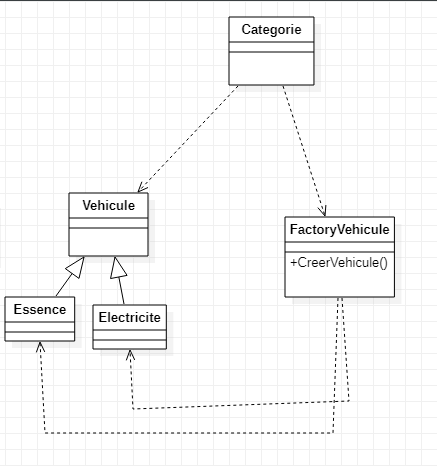 Categorie
Vehicule
FactoryVehicule
+CreerVehicule()
Essence
Electricite